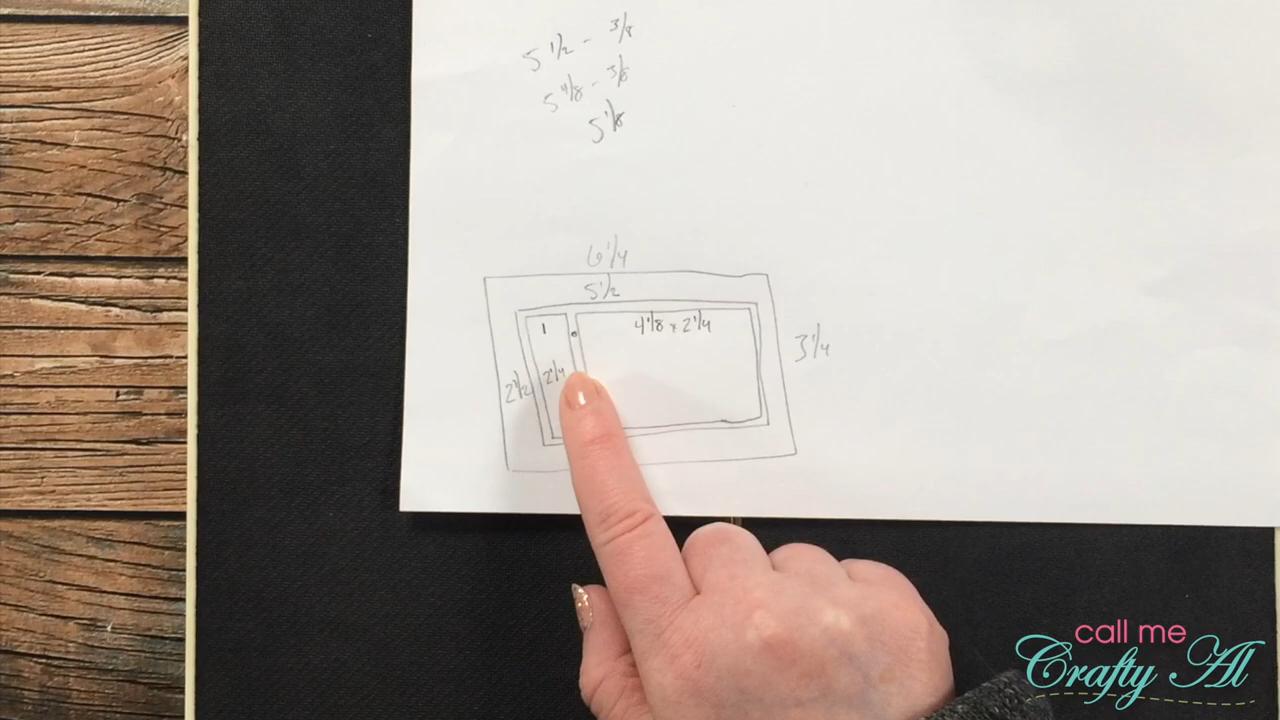 5 1/2 - 3/8
5 4/8 - 3/8
5 1/8
6 1/4
5 1/2
1
4 1/8 x 2 1/4
3 1/4
2 1/2
2 1/4
call me
Crafty Al